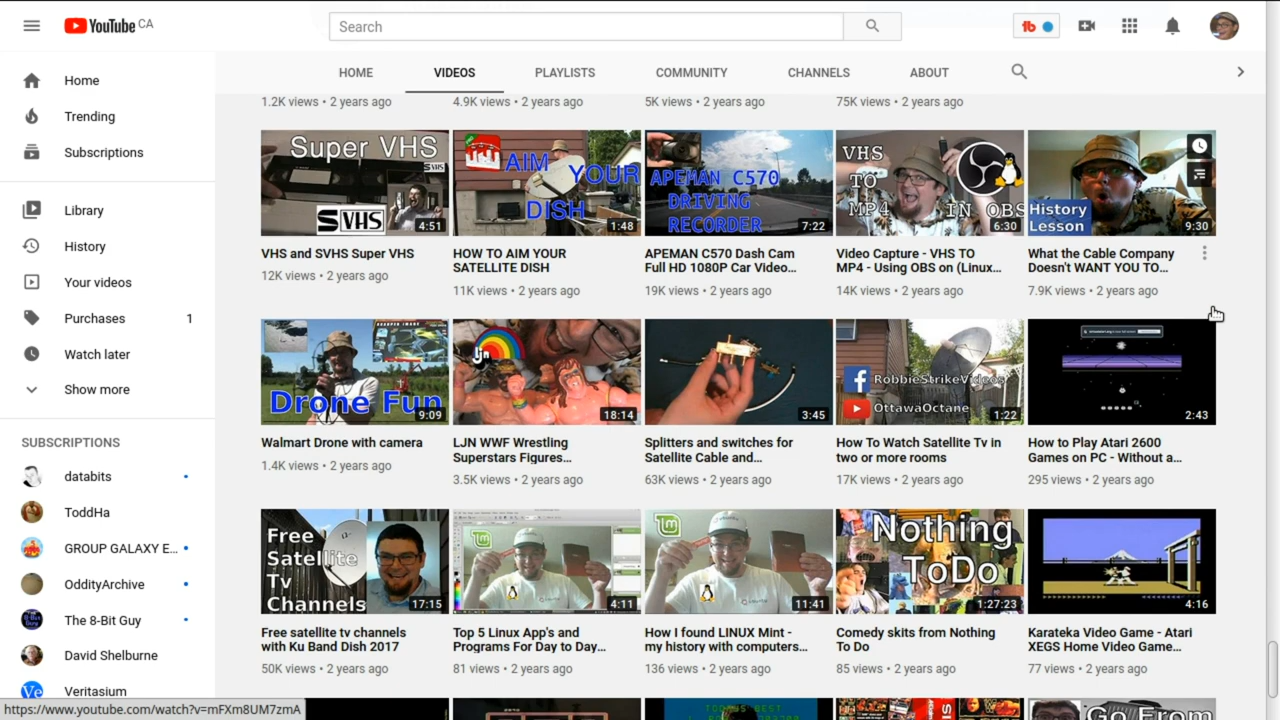 YouTube CA
Search
HOME VIDEOS PLAYLISTS COMMUNITY CHANNELS ABOUT
Home
Trending
Subscriptions
Library
History
Your videos
Purchases 1
Watch later
Show more
SUBSCRIPTIONS
databits
ToddHa
GROUP GALAXY E...
OddityArchive
The 8-Bit Guy
David Shelburne
Veritasium
1.2K views • 2 years ago
4.9K views • 2 years ago
5K views • 2 years ago
75K views • 2 years ago
Super VHS
SVHS
4:51
AIM YOUR
DISH
1:48
APEMAN C570
DRIVING
RECORDER
7:22
VHS
TO
MP4 IN OBS
6:30
History
Lesson
9:30
VHS and SVHS Super VHS
12K views • 2 years ago
HOW TO AIM YOUR
SATELLITE DISH
11K views • 2 years ago
APEMAN C570 Dash Cam
Full HD 1080P Car Video...
19K views • 2 years ago
Video Capture - VHS TO
MP4 - Using OBS on (Linux...
14K views • 2 years ago
What the Cable Company
Doesn't WANT YOU TO...
7.9K views • 2 years ago
Drone Fun
9:09
ljn
18:14
3:45
RobbieStrikeVideos
OttawaOctane
1:22
2:43
Walmart Drone with camera
1.4K views • 2 years ago
LJN WWF Wrestling
Superstars Figures...
3.5K views • 2 years ago
Splitters and switches for
Satellite Cable and...
63K views • 2 years ago
How To Watch Satellite Tv in
two or more rooms
17K views • 2 years ago
How to Play Atari 2600
Games on PC - Without a...
295 views • 2 years ago
Free
Satellite
Tv
Channels
17:15
4:11
11:41
Nothing
ToDo
1:27:23
4:16
Free satellite tv channels
with Ku Band Dish 2017
50K views • 2 years ago
Top 5 Linux App's and
Programs For Day to Day...
81 views • 2 years ago
How I found LINUX Mint -
my history with computers...
136 views • 2 years ago
Comedy skits from Nothing
To Do
85 views • 2 years ago
Karateka Video Game - Atari
XEGS Home Video Game...
77 views • 2 years ago
Go From
https://www.youtube.com/watch?v=mFXm8UM7zmA